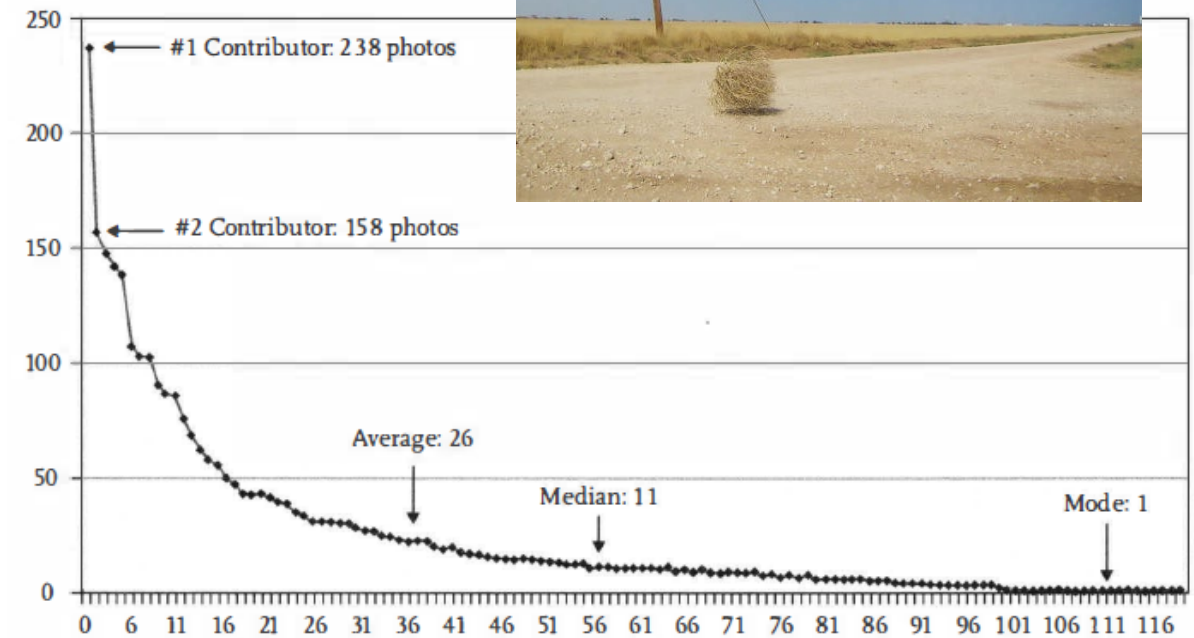 250
#1 Contributor: 238 photos
200
#2 Contributor: 158 photos
150
100
Average: 26
50
Median: 11
Mode: 1
0
0 6 11 16 21 26 31 36 41 46 51 56 61 66 71 76 81 86 91 96 101 106 111 116